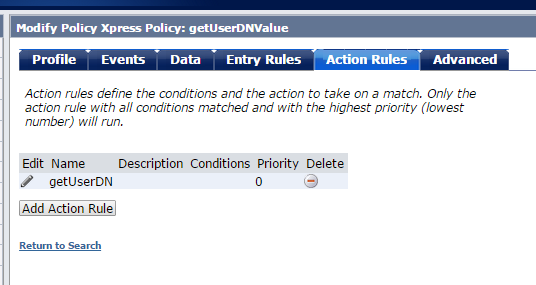 Modify Policy Xpress Policy: getUserDNValue
Profile Events Data Entry Rules Action Rules Advanced
Action rules define the conditions and the action to take on a match. Only the
action rule with all conditions matched and with the highest priority (lowest
number) will run.
Edit Name Description Conditions Priority Delete
getUserDN 0
Add Action Rule
Return to Search